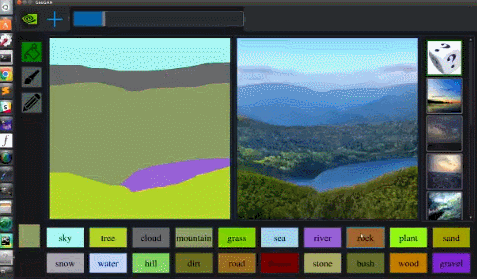 GauGAN
sky tree cloud mountain grass sea river rock plant sand
snow water hill dirt road stone bush wood gravel